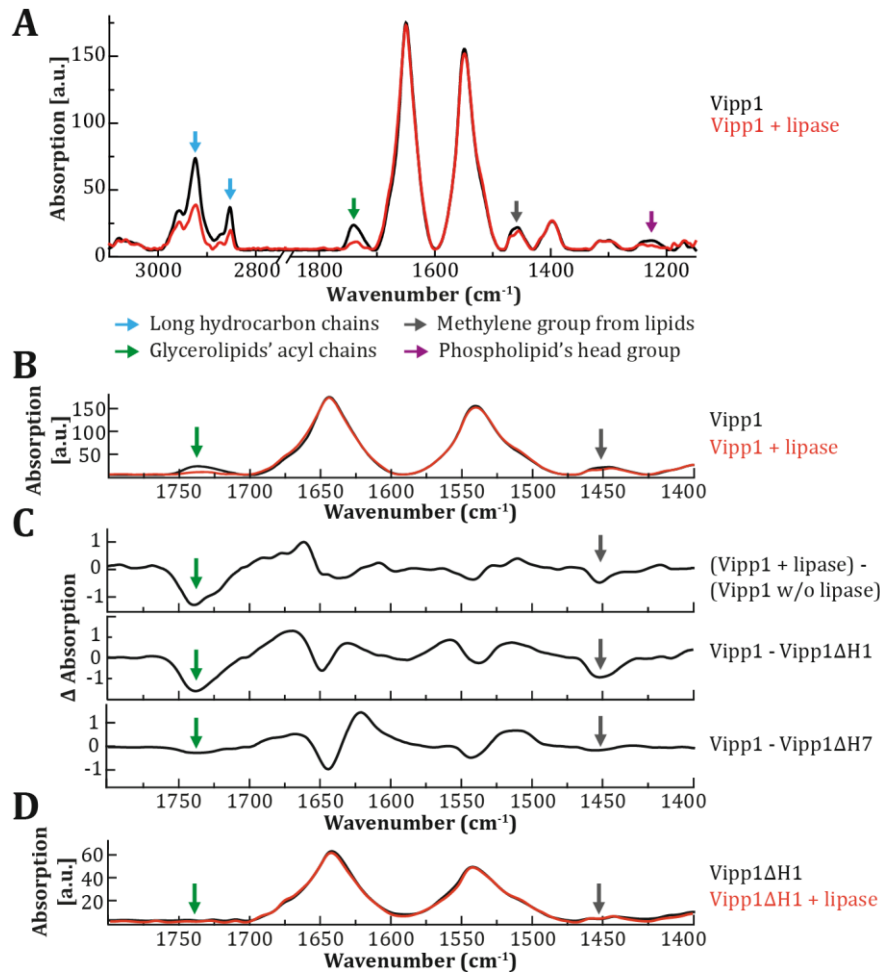 A
Absorption [a.u.]
150
100
50
0
3000
2800
1800
1600
1400
1200
Wavenumber (cm-1)
Vipp1
Vipp1 + lipase
Long hydrocarbon chains
Methylene group from lipids
Glycerolipids’ acyl chains
Phospholipid's head group
B
Absorption
[a.u.]
150
100
50
1750
1700
1650
1600
1550
1500
1450
1400
Wavenumber (cm-1)
Vipp1
Vipp1 + lipase
C
Δ Absorption
1
0
-1
(Vipp1 + lipase) -
(Vipp1 w/o lipase)
1
0
-1
Vipp1 - Vipp1ΔH1
1
0
-1
Vipp1 - Vipp1ΔH7
1750
1700
1650
1600
1550
1500
1450
1400
Wavenumber (cm-1)
D
Absorption
[a.u.]
60
40
20
1750
1700
1650
1600
1550
1500
1450
1400
Wavenumber (cm-1)
Vipp1ΔH1
Vipp1ΔH1 + lipase